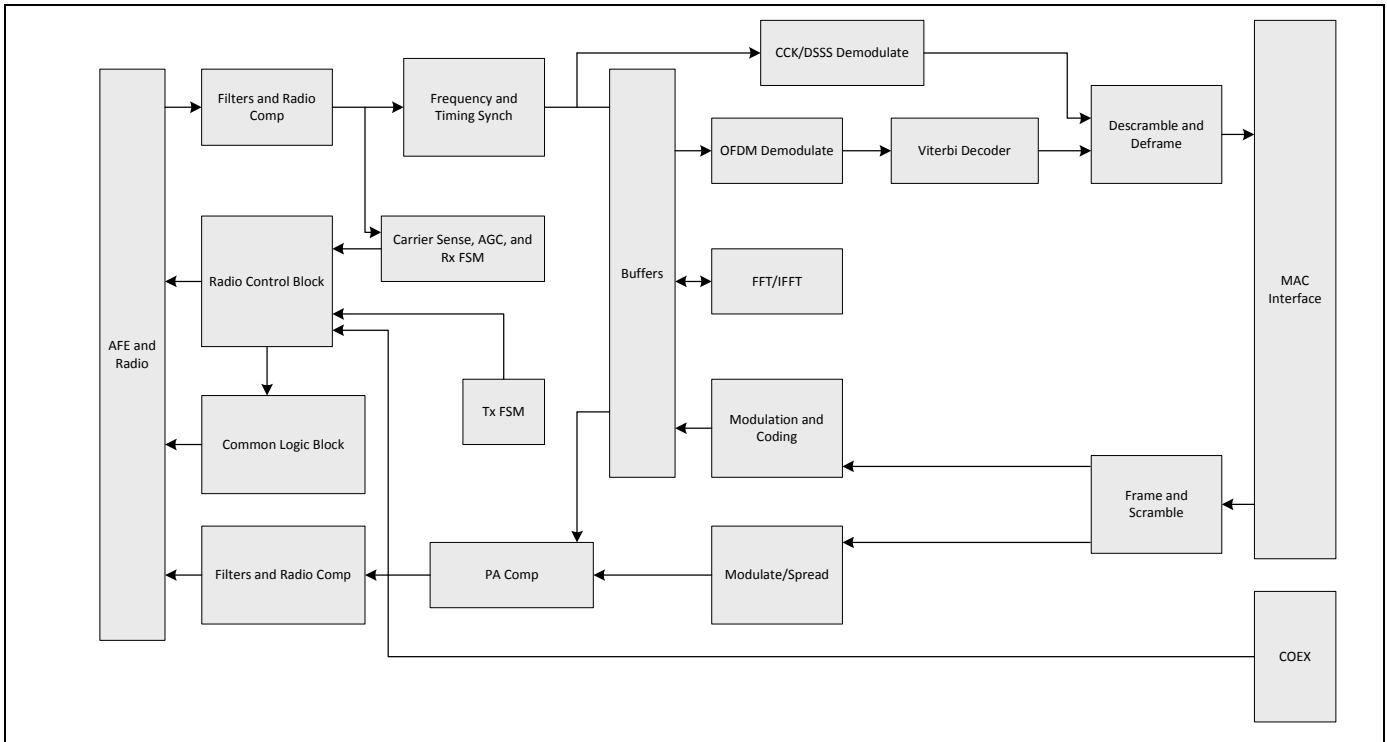 CCK/DSSS Demodulate
Filters and Radio
Comp
Frequency and
Timing Synch
Descramble and
Deframe
OFDM Demodulate
Viterbi Decoder
Carrier Sense, AGC, and
Rx FSM
Radio Control Block
Buffers
FFT/IFFT
MAC
Interface
AFE and
Radio
Tx FSM
Modulation and
Coding
Common Logic Block
Frame and
Scramble
Filters and Radio Comp
PA Comp
Modulate/Spread
COEX